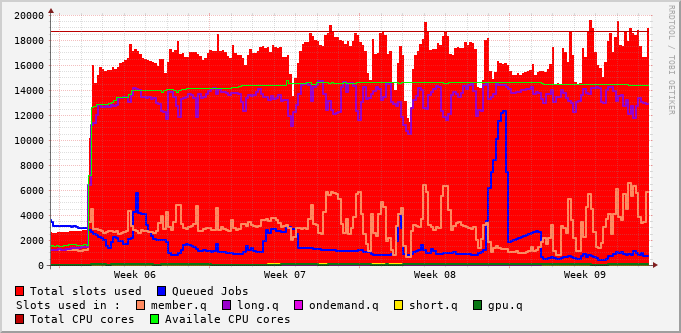 20000
18000
16000
14000
12000
10000
8000
6000
4000
2000
0
Week 06 Week 07 Week 08 Week 09
RRDTOOL / TOBI OETIKER
Total slots used Queued Jobs
Slots used in : member.q long.q ondemand.q short.q gpu.q
Total CPU cores Availale CPU cores